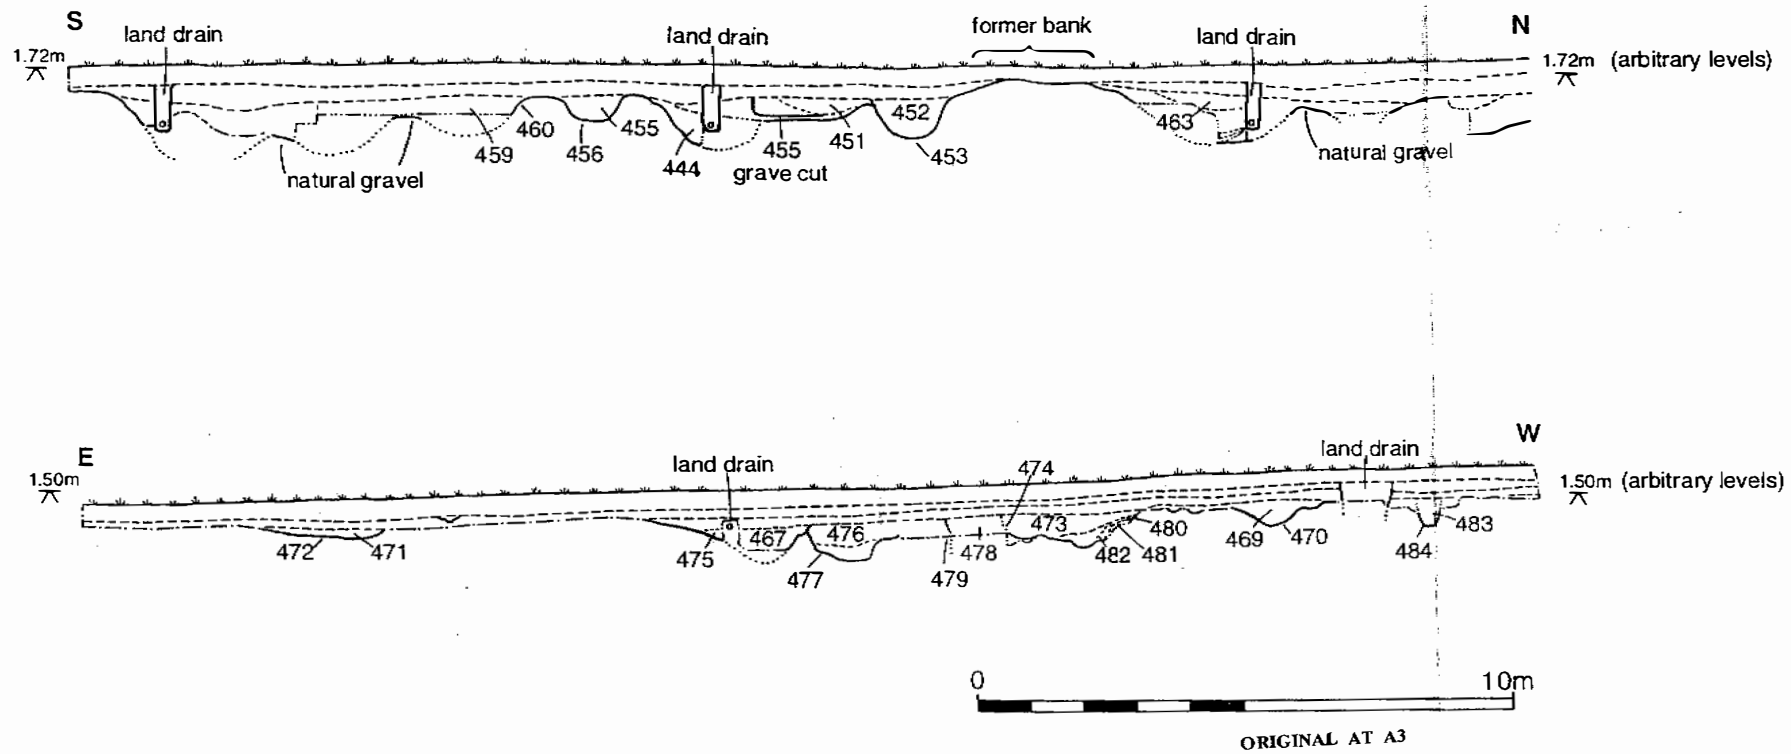 S
N
land drain
land drain
former bank
land drain
1.72m
1.72m (arbitrary levels)
460
455
452
463
459
456
444
455
451
453
natural gravel
grave cut
natural gravel
E
W
land drain
474
land drain
1.50m
1.50m (arbitrary levels)
472
471
475
467
476
477
479
478
473
482
481
480
469
470
484
483
0
10m
ORIGINAL AT A3